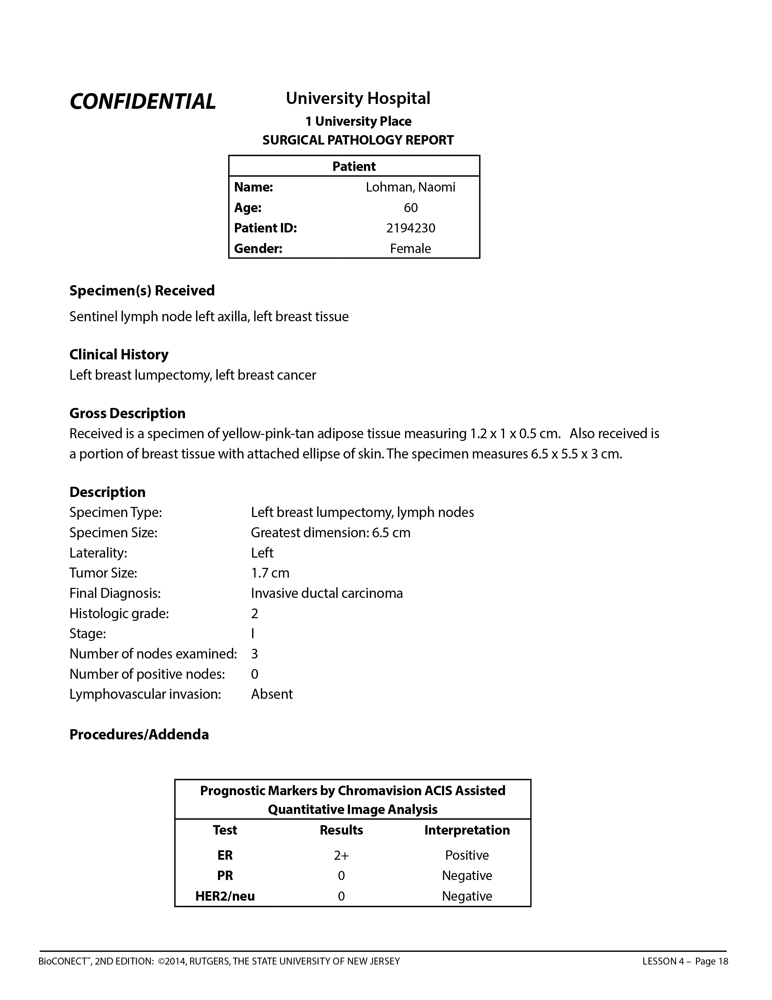 CONFIDENTIAL
University Hospital
1 University Place
SURGICAL PATHOLOGY REPORT
Patient
Name: Lohman, Naomi
Age: 60
Patient ID: 2194230
Gender: Female
Specimen(s) Received
Sentinel lymph node left axilla, left breast tissue
Clinical History
Left breast lumpectomy, left breast cancer
Gross Description
Received is a specimen of yellow-pink-tan adipose tissue measuring 1.2 x 1 x 0.5 cm.   Also received is
a portion of breast tissue with attached ellipse of skin. The specimen measures 6.5 x 5.5 x 3 cm.
Description
Specimen Type: Left breast lumpectomy, lymph nodes
Specimen Size: Greatest dimension: 6.5 cm
Laterality: Left
Tumor Size: 1.7 cm
Final Diagnosis: Invasive ductal carcinoma
Histologic grade: 2
Stage: I
Number of nodes examined: 3
Number of positive nodes: 0
Lymphovascular invasion: Absent
Procedures/Addenda
Prognostic Markers by Chromavision ACIS Assisted
Quantitative Image Analysis
Test Results Interpretation
ER 2+ Positive
PR 0 Negative
HER2/neu 0 Negative
BioCONECT™, 2ND EDITION: ©2014, RUTGERS, THE STATE UNIVERSITY OF NEW JERSEY LESSON 4 – Page 18